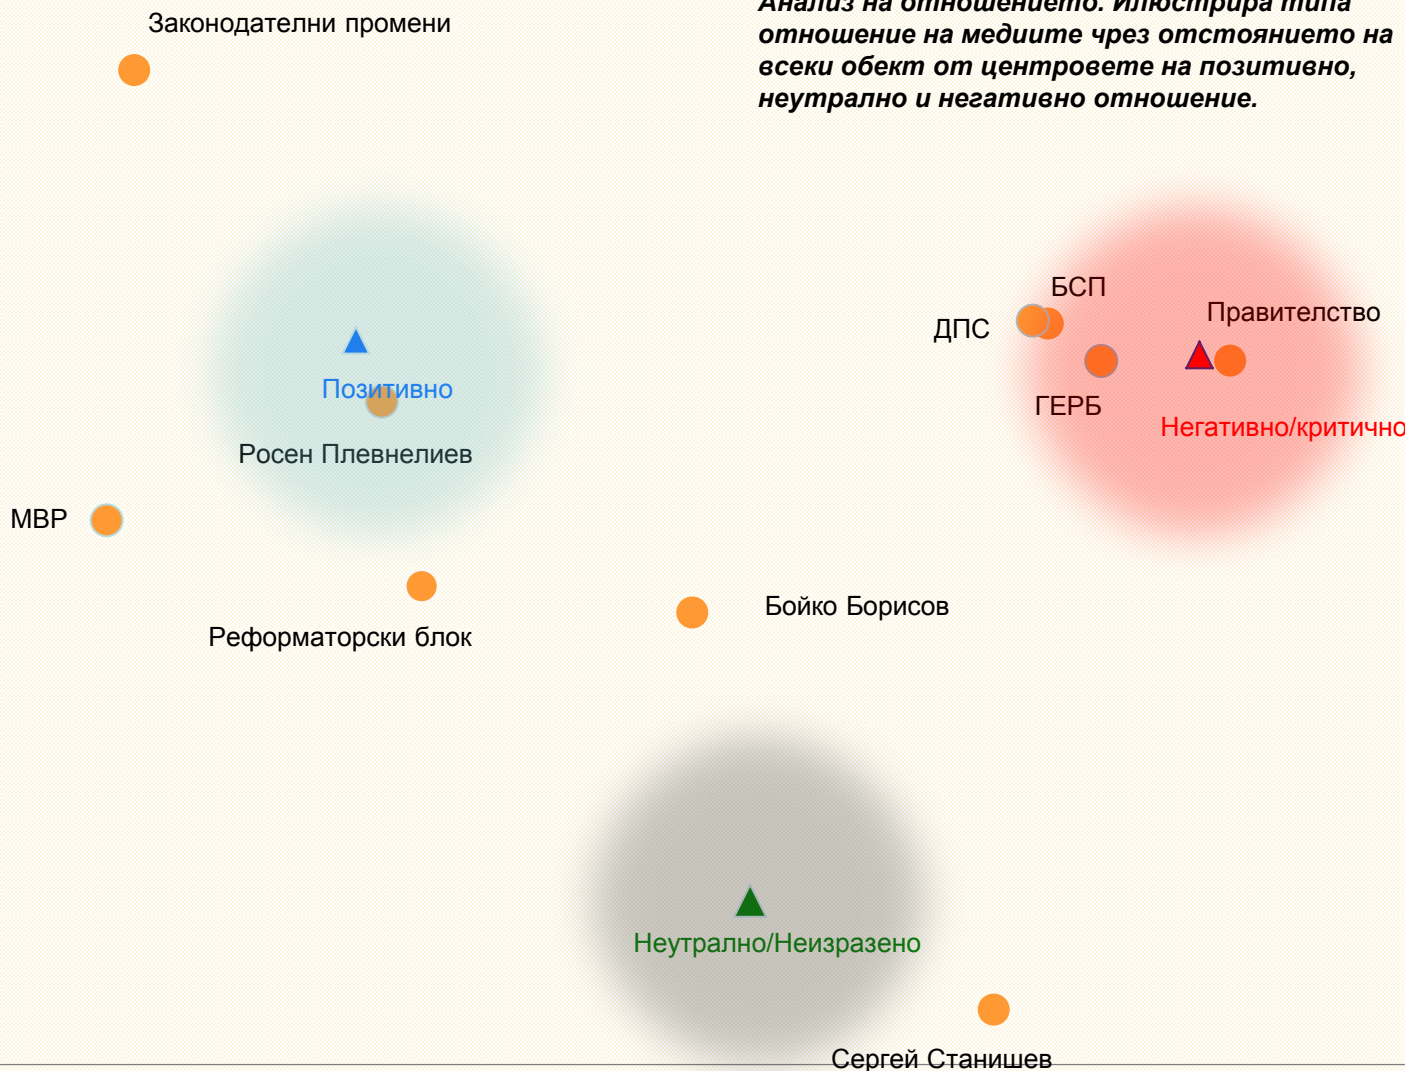 Анализ на отношението. Илюстрира типа
отношение на медиите чрез отстоянието на
всеки обект от центровете на позитивно,
неутрално и негативно отношение.
Законодателни промени
БСП
Правителство
ДПС
Позитивно
ГЕРБ
Негативно/критично
Росен Плевнелиев
МВР
Бойко Борисов
Реформаторски блок
Неутрално/Неизразено
Сергей Станишев